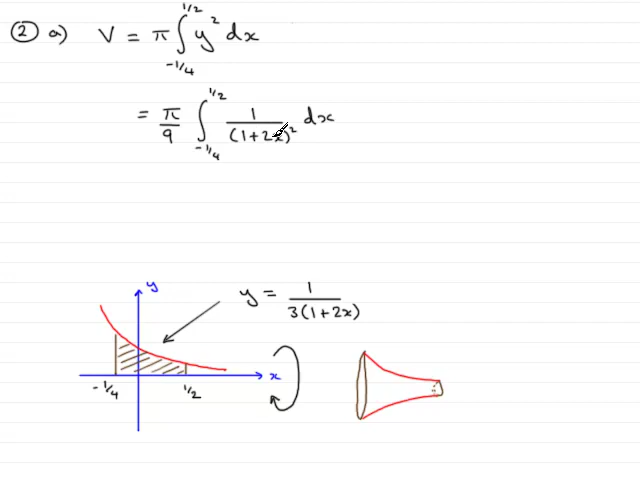 ② a) V = π ∫_{-1/4}^{1/2} y² dx
= π/9 ∫_{-1/4}^{1/2} 1/(1+2x)² dx
y
y = 1/(3(1+2x))
x
-1/4 1/2